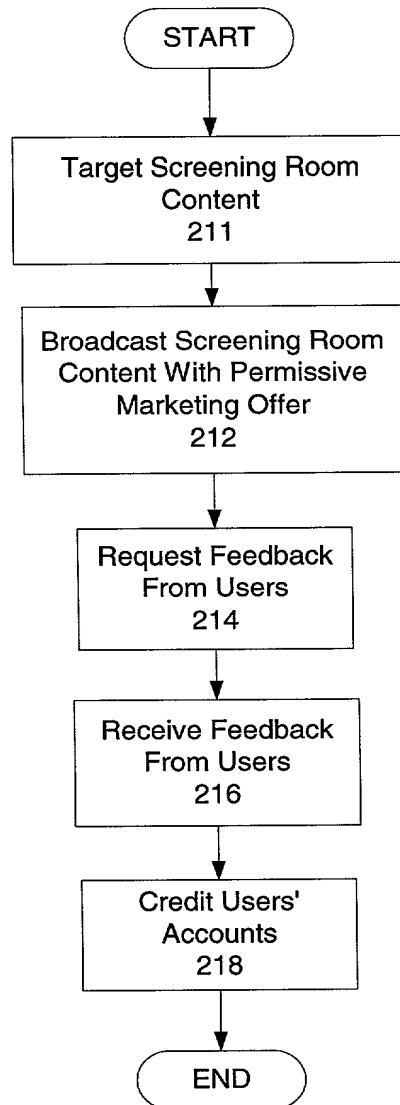 START
Target Screening Room
Content
211
Broadcast Screening Room
Content With Permissive
Marketing Offer
212
Request Feedback
From Users
214
Receive Feedback
From Users
216
Credit Users'
Accounts
218
END